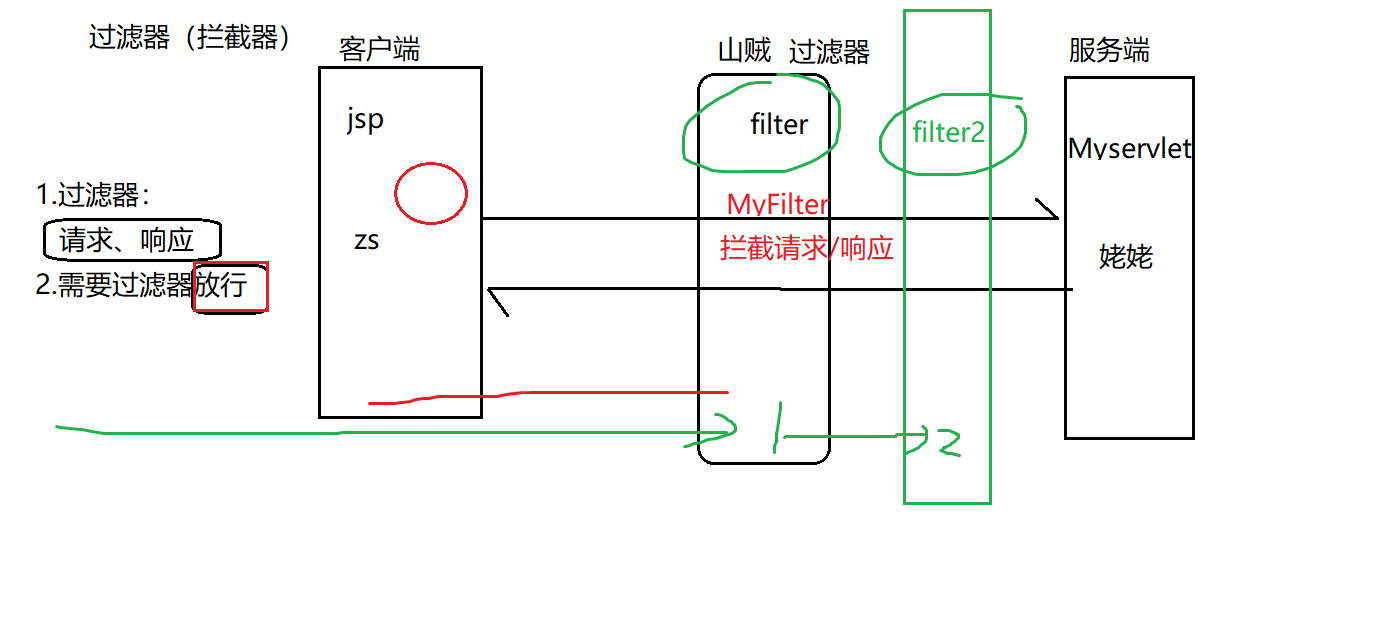 过滤器（拦截器）
客户端
山贼 过滤器
服务端
jsp
filter
filter2
Myservlet
1.过滤器：
MyFilter
请求、响应
zs
拦截请求/响应
姥姥
2.需要过滤器放行
1
2